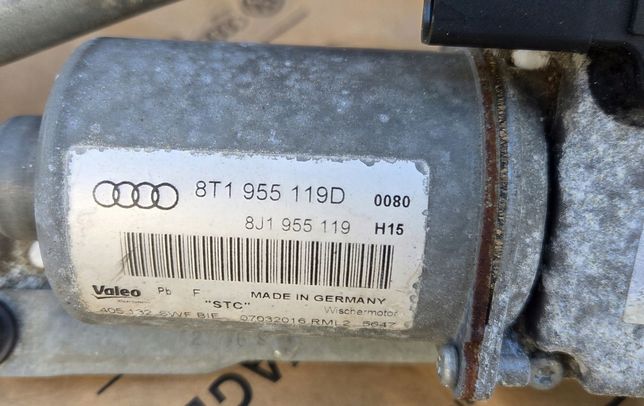 8T1 955 119D 0080
8J1 955 119 H15
Valeo Pb F MADE IN GERMANY
"STC" Wischermotor
405.132 SWF BIE 07032016 RML2 5647